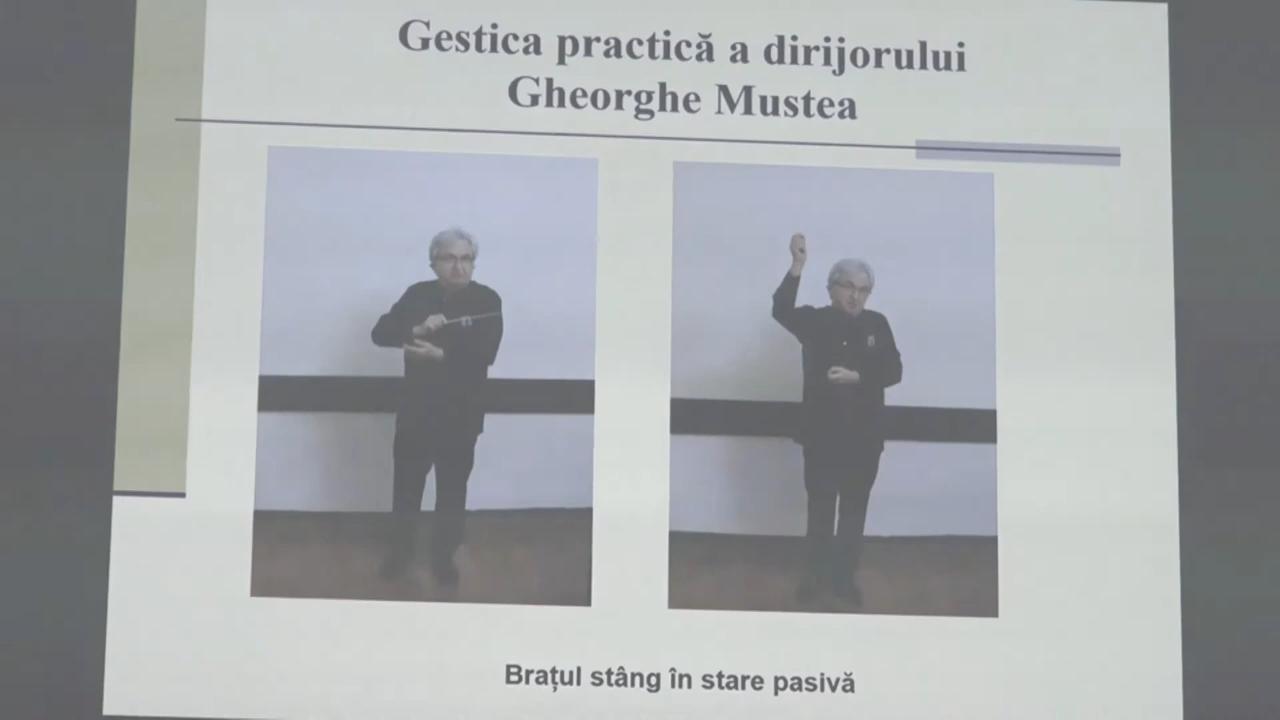 Gestica practică a dirijorului
Gheorghe Mustea
Brațul stâng în stare pasivă